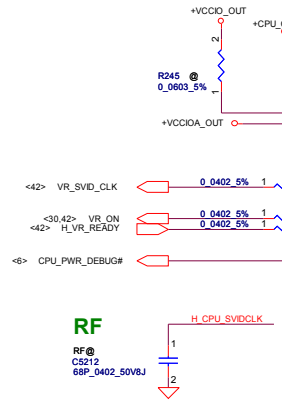 +VCCIO_OUT
+CPU_
2
R245 @
0_0603_5%
1
+VCCIOA_OUT
<42> VR_SVID_CLK 0_0402_5% 1
<30,42> VR_ON 0_0402_5% 1
<42> H_VR_READY 0_0402_5% 1
<6> CPU_PWR_DEBUG#
RF
H_CPU_SVIDCLK
RF@
1
C5212
68P_0402_50V8J
2